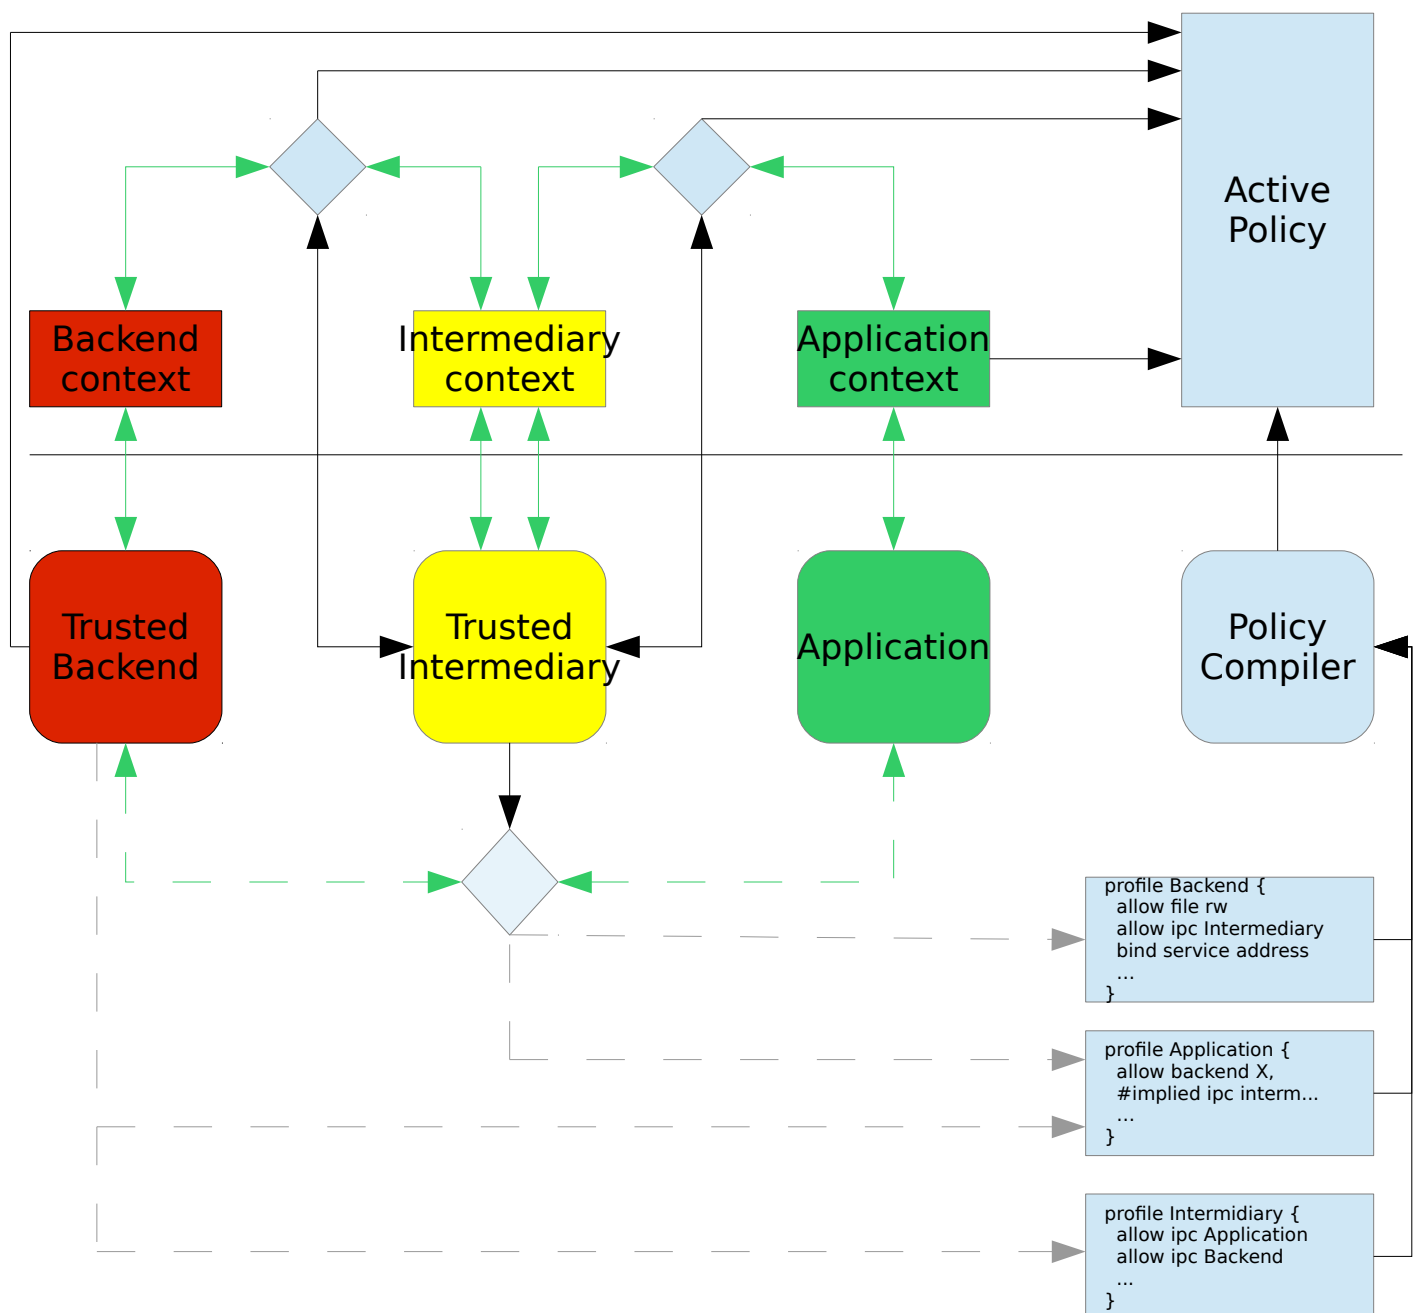 Active
Policy
Backend
context
Intermediary
context
Application
context
Trusted
Backend
Trusted
Intermediary
Application
Policy
Compiler
profile Backend {
allow file rw
allow ipc Intermediary
bind service address
...
}
profile Application {
allow backend X,
#implied ipc interm...
...
}
profile Intermidiary {
allow ipc Application
allow ipc Backend
...
}